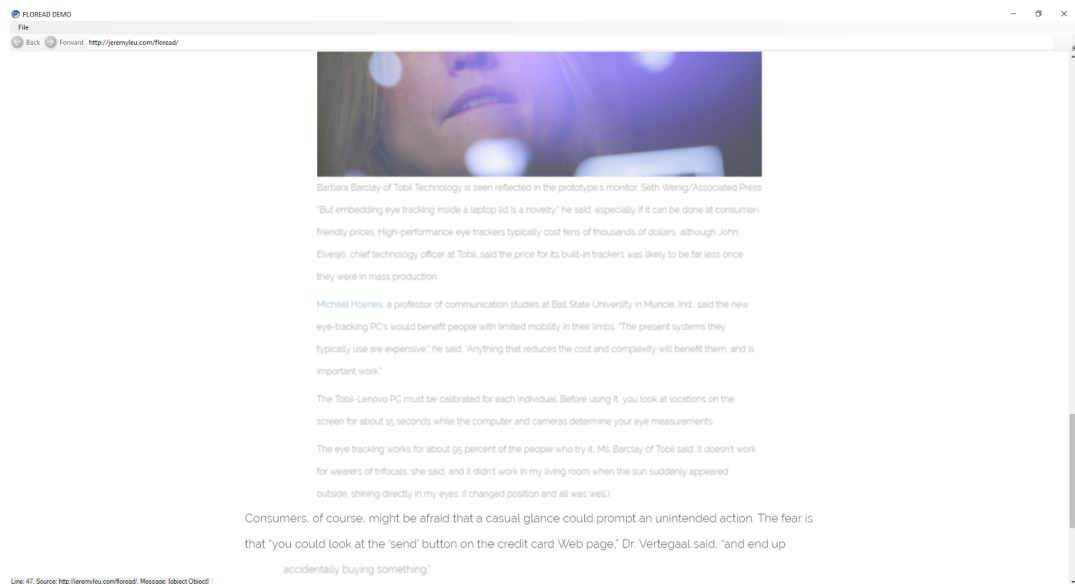 FLOREAD DEMO
File
Back Forward http://jeremyleu.com/floread/
Barbara Barclay of Tobii Technology is seen reflected in the prototype's monitor. Seth Wenig/Associated Press
"But embedding eye tracking inside a laptop lid is a novelty," he said, especially if it can be done at consumer-
friendly prices. High-performance eye trackers typically cost tens of thousands of dollars, although John
Elvesjo, chief technology officer at Tobii, said the price for its built-in trackers was likely to be far less once
they were in mass production.
Michael Holmes, a professor of communication studies at Ball State University in Muncie, Ind., said the new
eye-tracking PC's would benefit people with limited mobility in their limbs. "The present systems they
typically use are expensive," he said. "Anything that reduces the cost and complexity will benefit them, and is
important work."
The Tobii-Lenovo PC must be calibrated for each individual. Before using it, you look at locations on the
screen for about 15 seconds while the computer and cameras determine your eye measurements.
The eye tracking works for about 95 percent of the people who try it, Ms. Barclay of Tobii said. It doesn't work
for wearers of trifocals, she said, and it didn't work in my living room when the sun suddenly appeared
outside, shining directly in my eyes. (I changed position and all was well.)
Consumers, of course, might be afraid that a casual glance could prompt an unintended action. The fear is
that “you could look at the ‘send’ button on the credit card Web page,” Dr. Vertegaal said, “and end up
accidentally buying something.”
Line: 47, Source: http://jeremyleu.com/floread/, Message: [object Object]